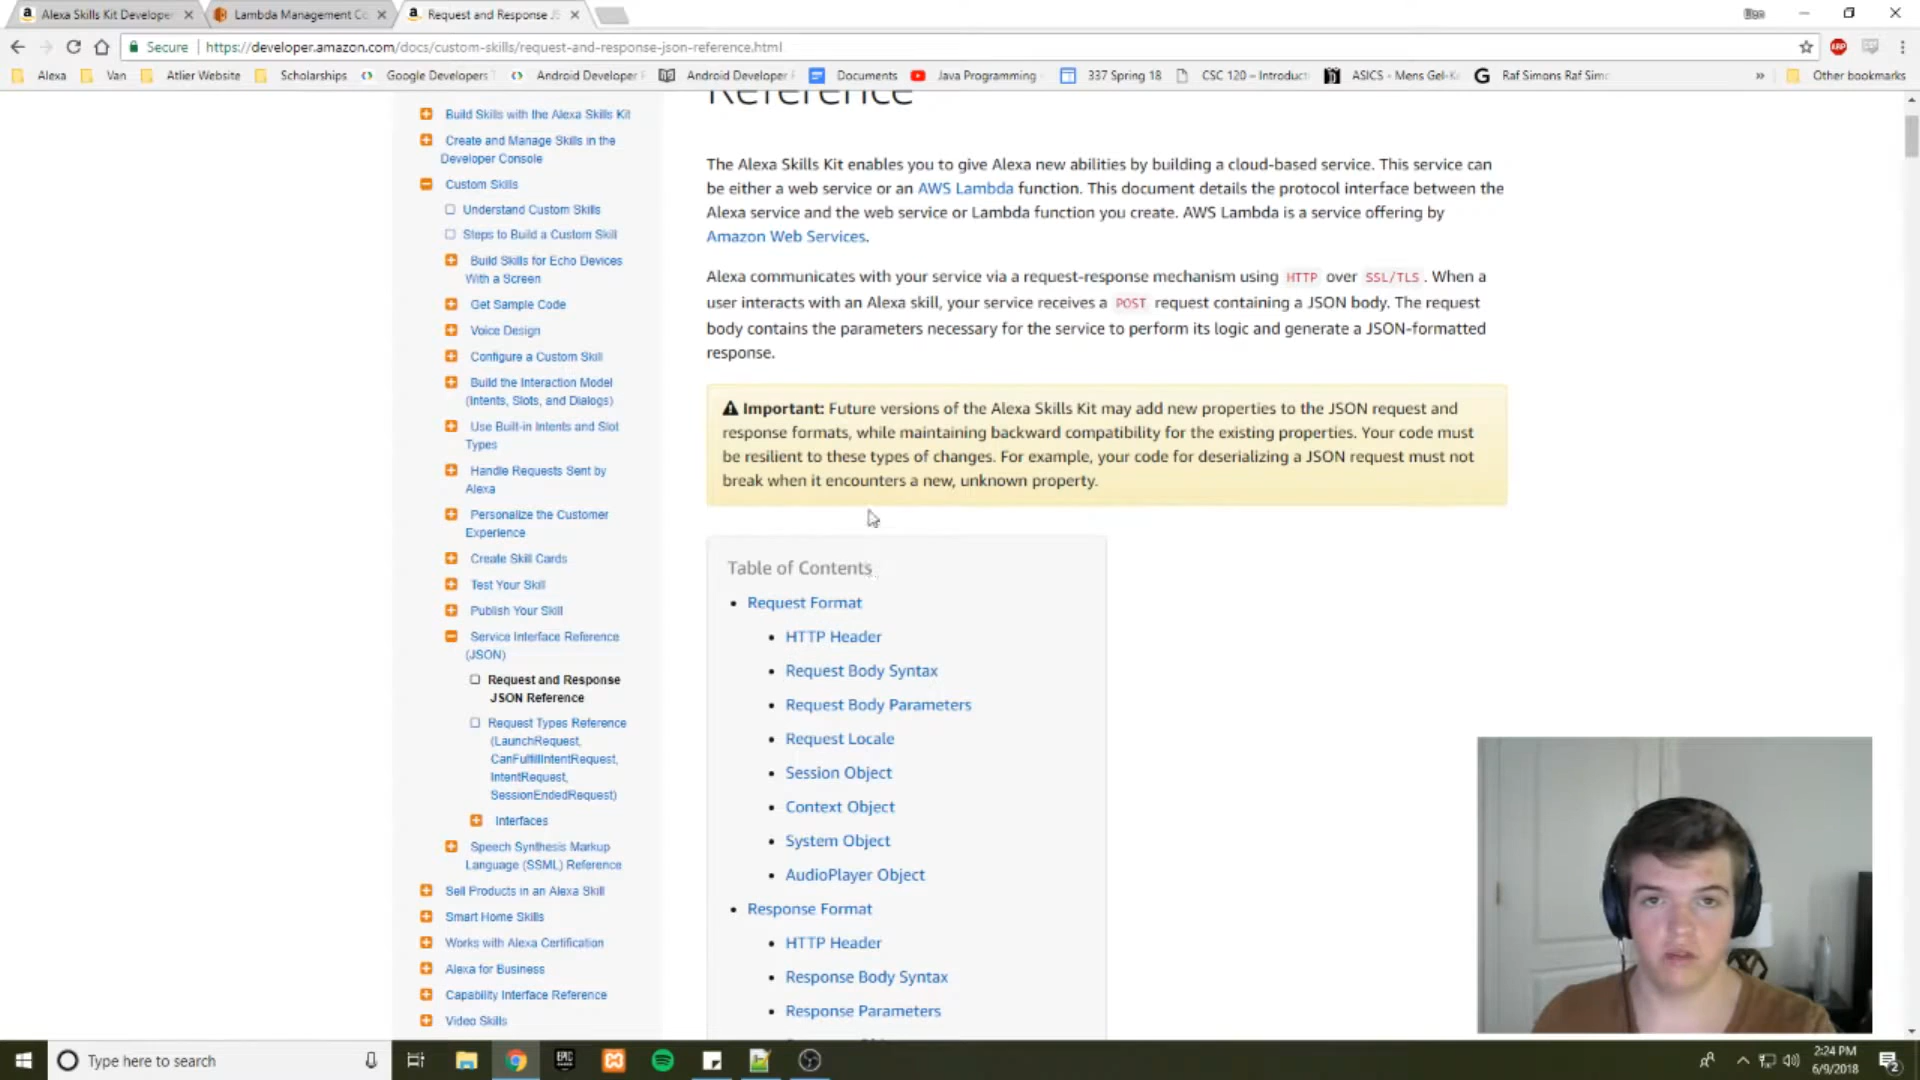 Alexa Skills Kit Developer
Lambda Management Co
Request and Response JS
Secure
https://developer.amazon.com/docs/custom-skills/request-and-response-json-reference.html
Alexa
Van
Atlier Website
Scholarships
Google Developers T
Android Developer F
Android Developer F
Documents
Java Programming
337 Spring 18
CSC 120 – Introducti
ASICS - Mens Gel-K
Raf Simons Raf Simo
»
Other bookmarks
Build Skills with the Alexa Skills Kit
Create and Manage Skills in the
Developer Console
Custom Skills
Understand Custom Skills
Steps to Build a Custom Skill
Build Skills for Echo Devices
With a Screen
Get Sample Code
Voice Design
Configure a Custom Skill
Build the Interaction Model
(Intents, Slots, and Dialogs)
Use Built-in Intents and Slot
Types
Handle Requests Sent by
Alexa
Personalize the Customer
Experience
Create Skill Cards
Test Your Skill
Publish Your Skill
Service Interface Reference
(JSON)
Request and Response
JSON Reference
Request Types Reference
(LaunchRequest,
CanFulfillIntentRequest,
IntentRequest,
SessionEndedRequest)
Interfaces
Speech Synthesis Markup
Language (SSML) Reference
Sell Products in an Alexa Skill
Smart Home Skills
Works with Alexa Certification
Alexa for Business
Capability Interface Reference
Video Skills
Reference
The Alexa Skills Kit enables you to give Alexa new abilities by building a cloud-based service. This service can
be either a web service or an AWS Lambda function. This document details the protocol interface between the
Alexa service and the web service or Lambda function you create. AWS Lambda is a service offering by
Amazon Web Services.
Alexa communicates with your service via a request-response mechanism using HTTP over SSL/TLS. When a
user interacts with an Alexa skill, your service receives a POST request containing a JSON body. The request
body contains the parameters necessary for the service to perform its logic and generate a JSON-formatted
response.
Important: Future versions of the Alexa Skills Kit may add new properties to the JSON request and
response formats, while maintaining backward compatibility for the existing properties. Your code must
be resilient to these types of changes. For example, your code for deserializing a JSON request must not
break when it encounters a new, unknown property.
Table of Contents
• Request Format
• HTTP Header
• Request Body Syntax
• Request Body Parameters
• Request Locale
• Session Object
• Context Object
• System Object
• AudioPlayer Object
• Response Format
• HTTP Header
• Response Body Syntax
• Response Parameters
Type here to search
EPIC
2:24 PM
6/9/2018
2